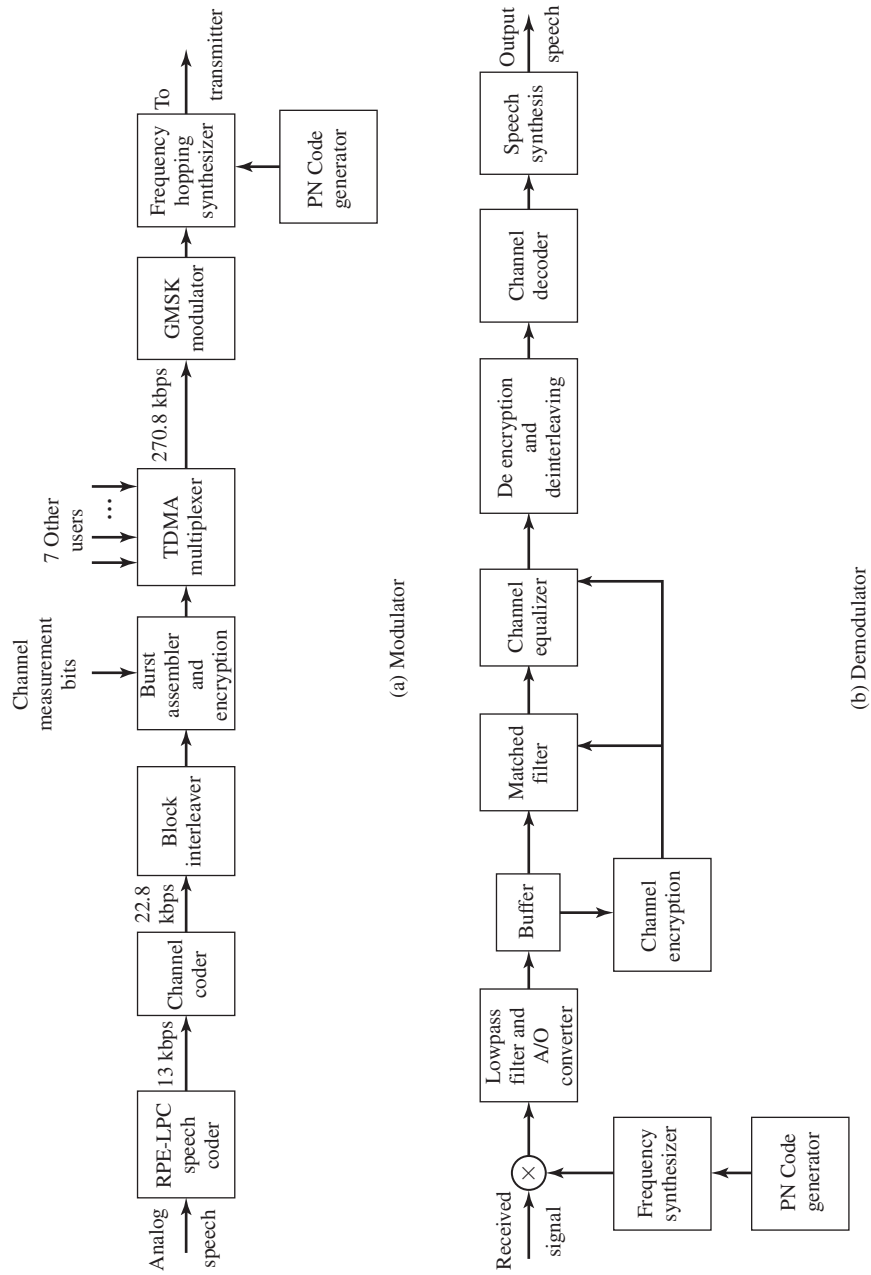 Analog
speech
RPE-LPC
speech
coder
13 kbps
Channel
coder
22.8
kbps
Block
interleaver
Channel
measurement
bits
Burst
assembler
and
encryption
7 Other
users
...
TDMA
multiplexer
270.8 kbps
GMSK
modulator
Frequency
hopping
synthesizer
To
transmitter
PN Code
generator
(a) Modulator
Received
signal
×
Frequency
synthesizer
PN Code
generator
Lowpass
filter and
A/O
converter
Buffer
Channel
encryption
Matched
filter
Channel
equalizer
De encryption
and
deinterleaving
Channel
decoder
Speech
synthesis
Output
speech
(b) Demodulator